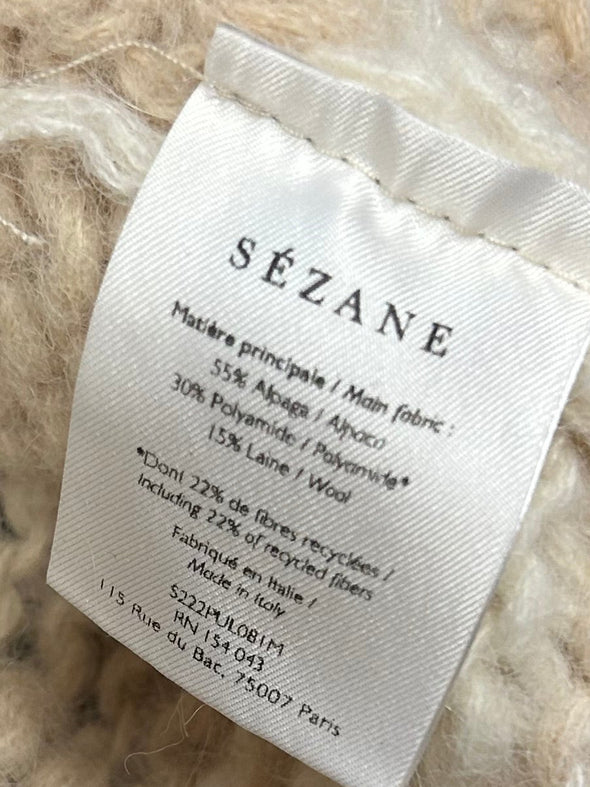 SÉZANE
Matière principale / Main fabric :
55% Alpaga / Alpaca
30% Polyamide / Polyamide*
15% Laine / Wool
*Dont 22% de fibres recyclées /
Including 22% of recycled fibers
Fabriqué en Italie /
Made in Italy
S222PUL081M
RN 154 043
115 Rue du Bac, 75007 Paris